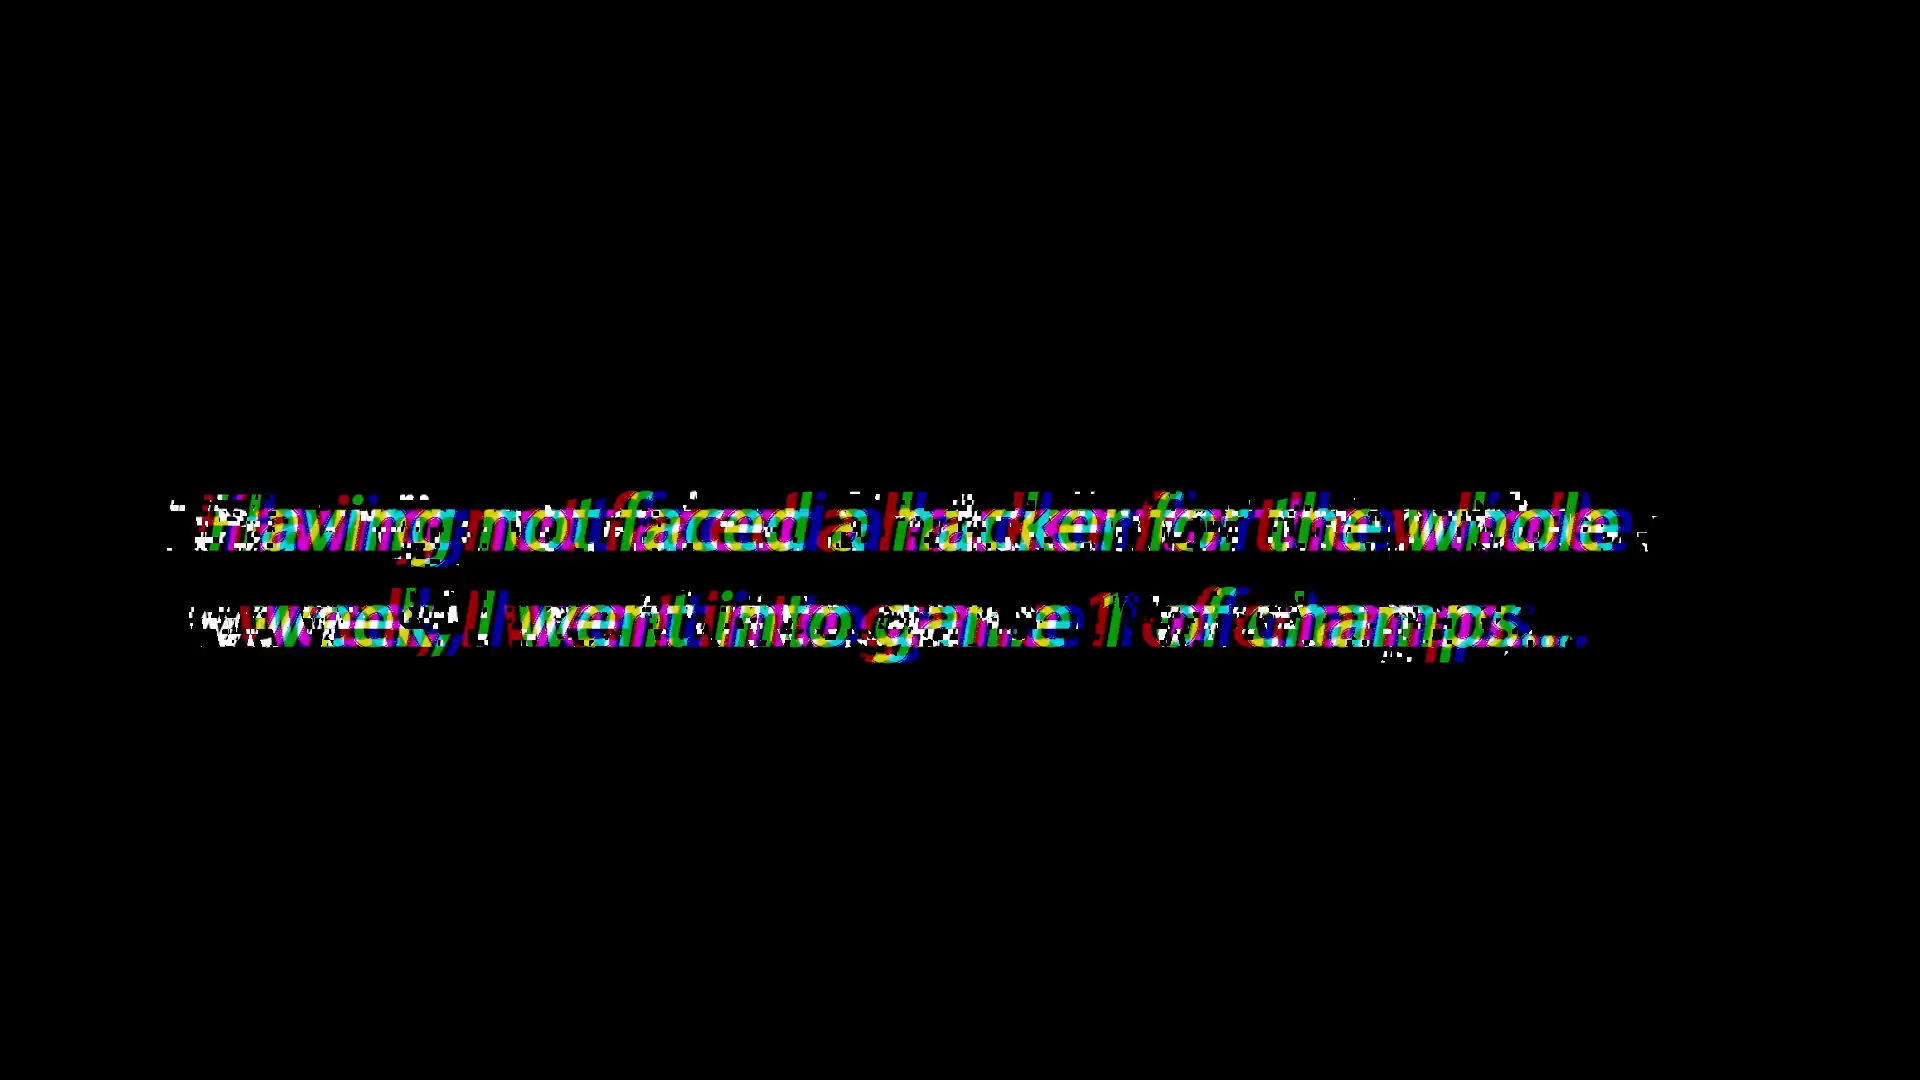 Having not faced a hacker for the whole
week, I went into game 1 of champs...